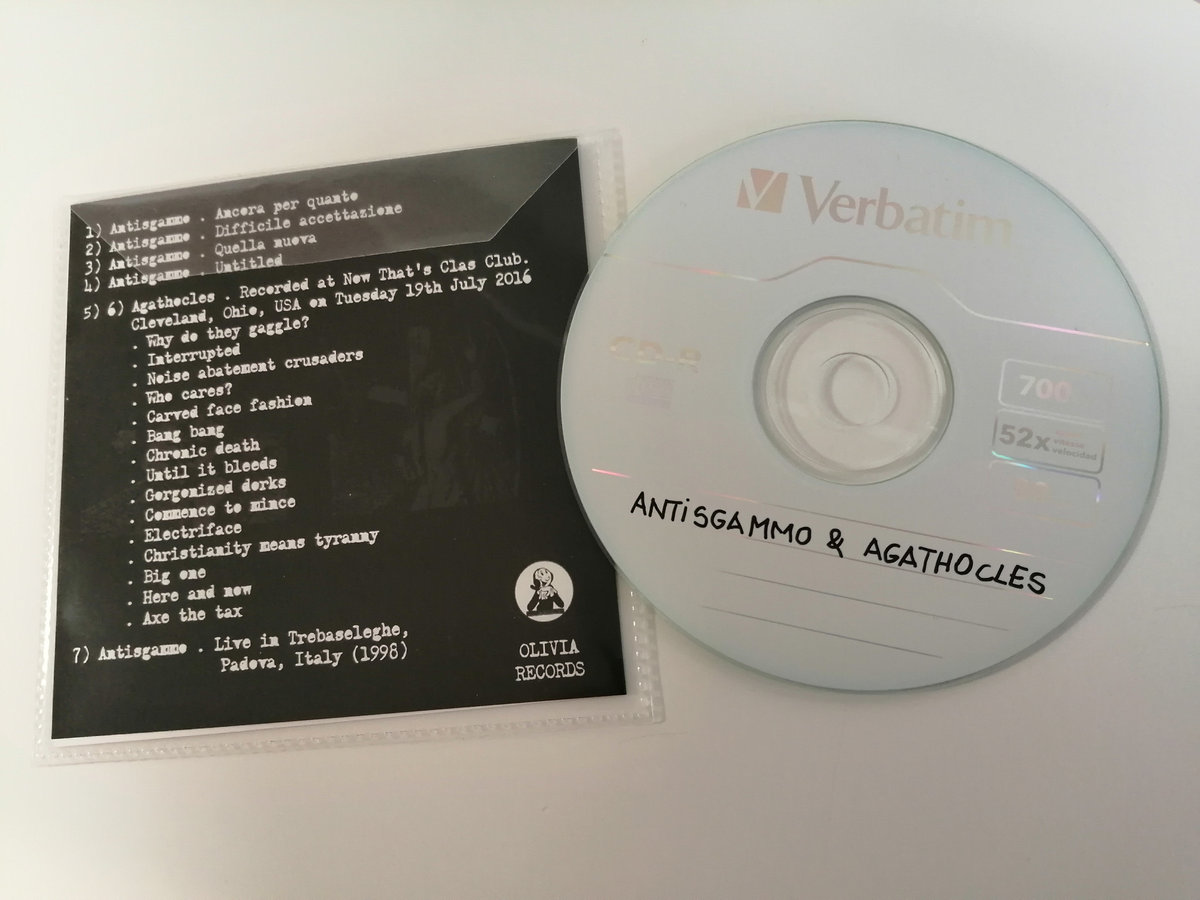 1) Antisgammo . Ancora per quanto
2) Antisgammo . Difficile accettazione
3) Antisgammo . Quella nuova
4) Antisgammo . Untitled
5) 6) Agathocles . Recorded at Now That's Clas Club.
Cleveland, Ohio, USA on Tuesday 19th July 2016
. Why do they gaggle?
. Interrupted
. Noise abatement crusaders
. Who cares?
. Carved face fashion
. Bang bang
. Chronic death
. Until it bleeds
. Gorgonized dorks
. Commence to mince
. Electriface
. Christianity means tyranny
. Big one
. Here and now
. Axe the tax
7) Antisgammo . Live in Trebaseleghe,
Padova, Italy (1998)
OLIVIA
RECORDS
Verbatim
CD-R
700
52x
vitesse
velocidad
ANTISGAMMO & AGATHOCLES